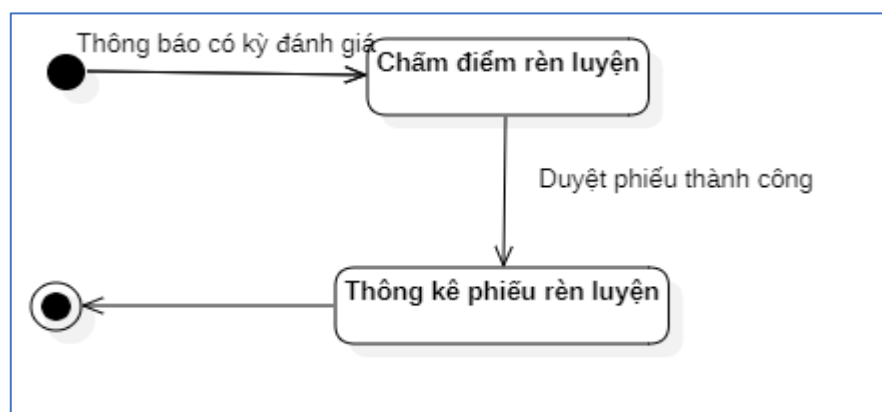 Thông báo có kỳ đánh giá
Chấm điểm rèn luyện
Duyệt phiếu thành công
Thông kê phiếu rèn luyện